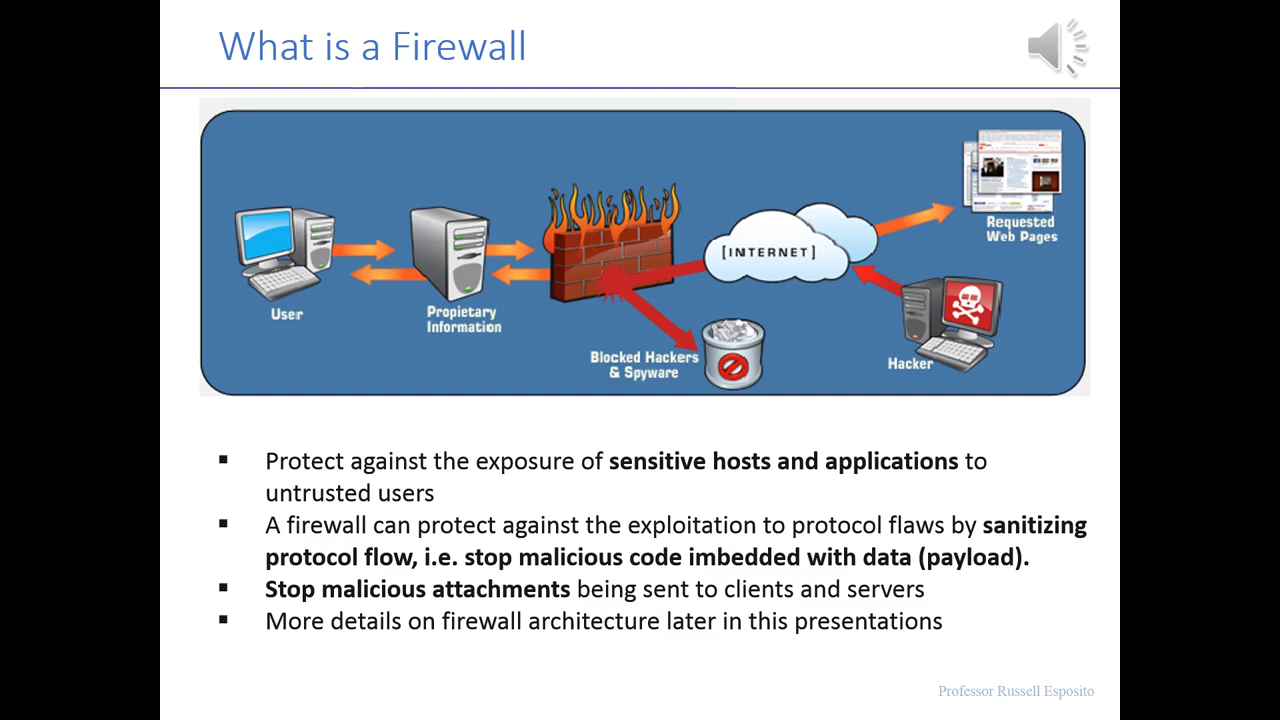 What is a Firewall
Requested
Web Pages
[INTERNET]
User
Propietary
Information
Blocked Hackers
& Spyware
Hacker
▪ Protect against the exposure of sensitive hosts and applications to
untrusted users
▪ A firewall can protect against the exploitation to protocol flaws by sanitizing
protocol flow, i.e. stop malicious code imbedded with data (payload).
▪ Stop malicious attachments being sent to clients and servers
▪ More details on firewall architecture later in this presentations
Professor Russell Esposito